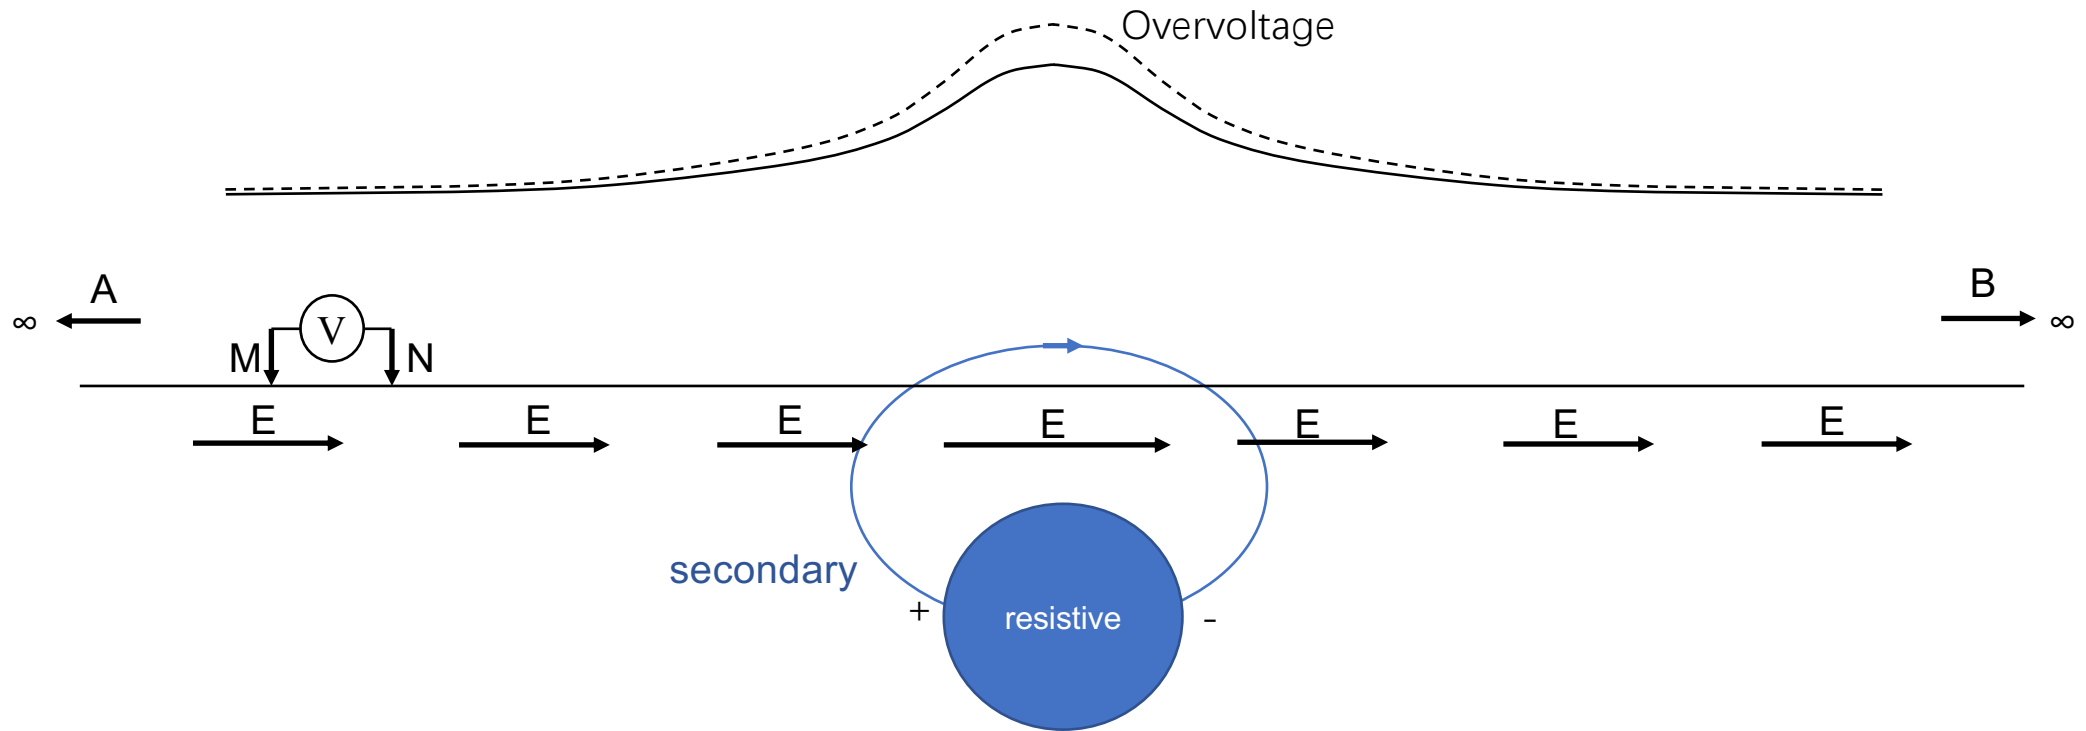 Overvoltage
A
B
∞
∞
V
M
N
E
E
E
E
E
E
E
secondary
+
resistive
-